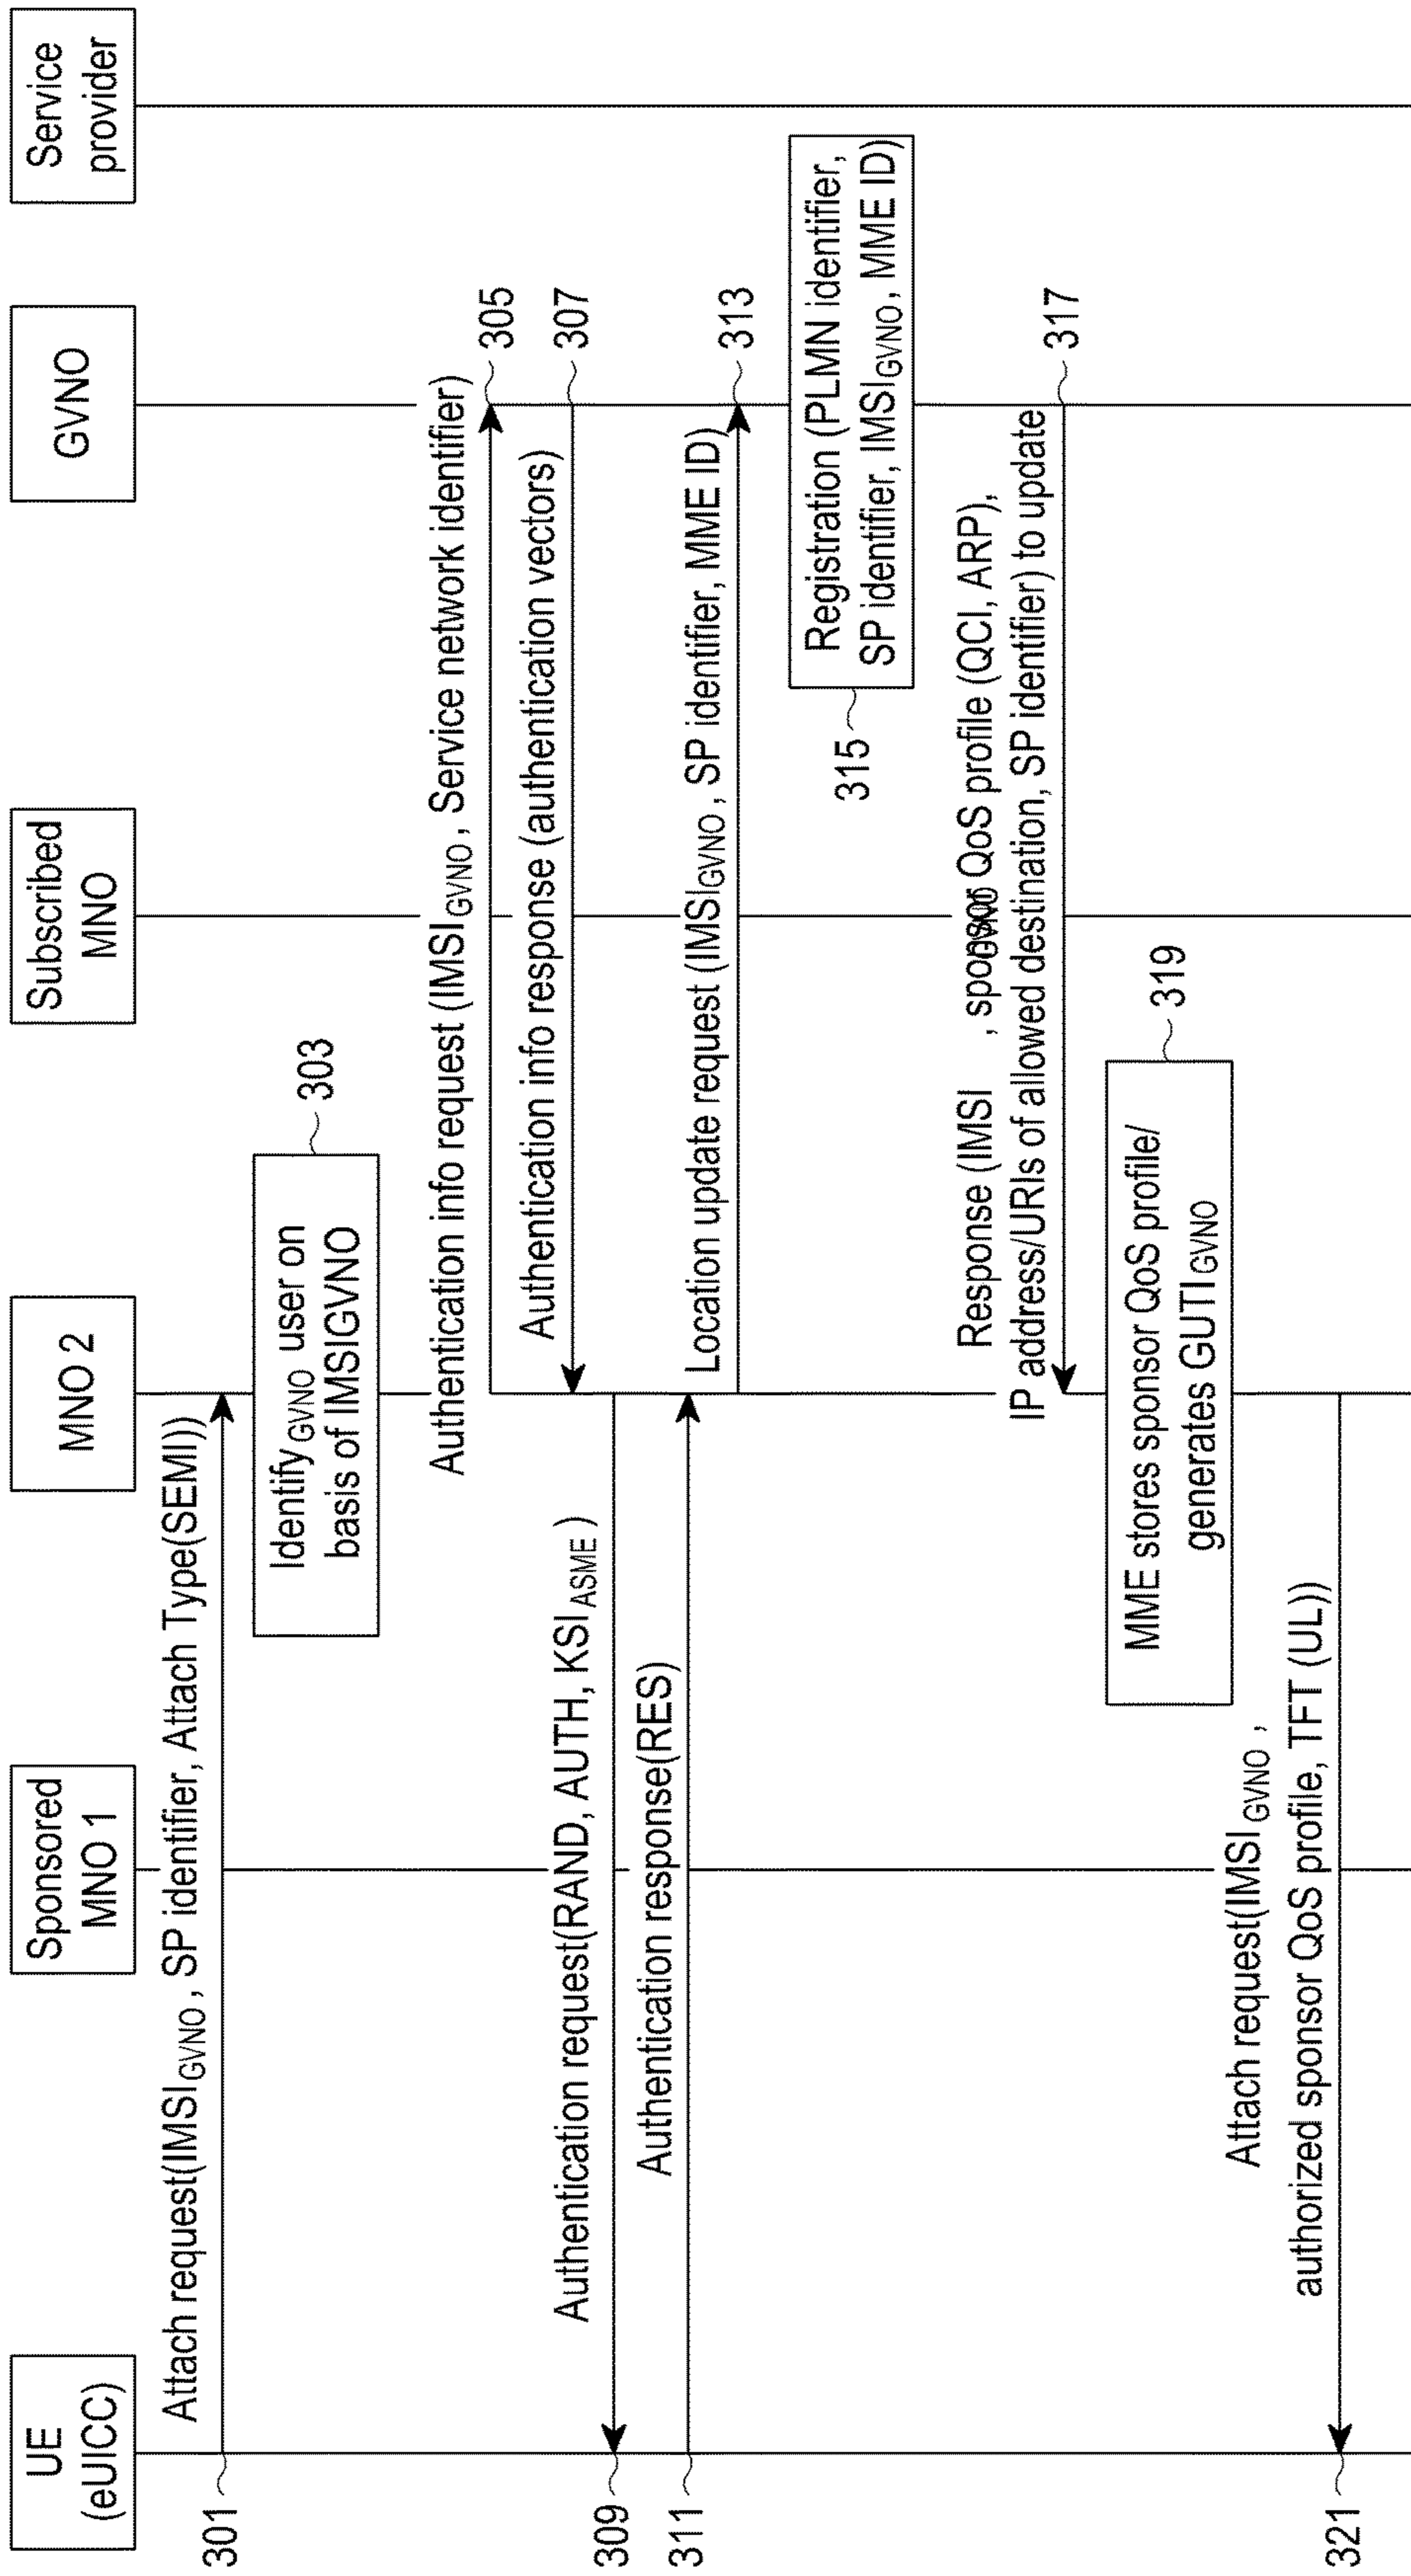 UE
(eUICC)
Sponsored
MNO 1
MNO 2
Subscribed
MNO
GVNO
Service
provider
301
Attach request(IMSIGVNO, SP identifier, Attach Type(SEMI))
Identify GVNO user on
basis of IMSIGVNO
303
Authentication info request (IMSIGVNO, Service network identifier)
305
Authentication info response (authentication vectors)
307
309
Authentication request(RAND, AUTH, KSIASME)
311
Authentication response(RES)
Location update request (IMSIGVNO, SP identifier, MME ID)
313
315
Registration (PLMN identifier,
SP identifier, IMSIGVNO, MME ID)
Response (IMSIGVNO, sponsor QoS profile (QCI, ARP),
IP address/URIs of allowed destination, SP identifier) to update
317
MME stores sponsor QoS profile/
generates GUTIGVNO
319
321
Attach request(IMSIGVNO,
authorized sponsor QoS profile, TFT (UL))